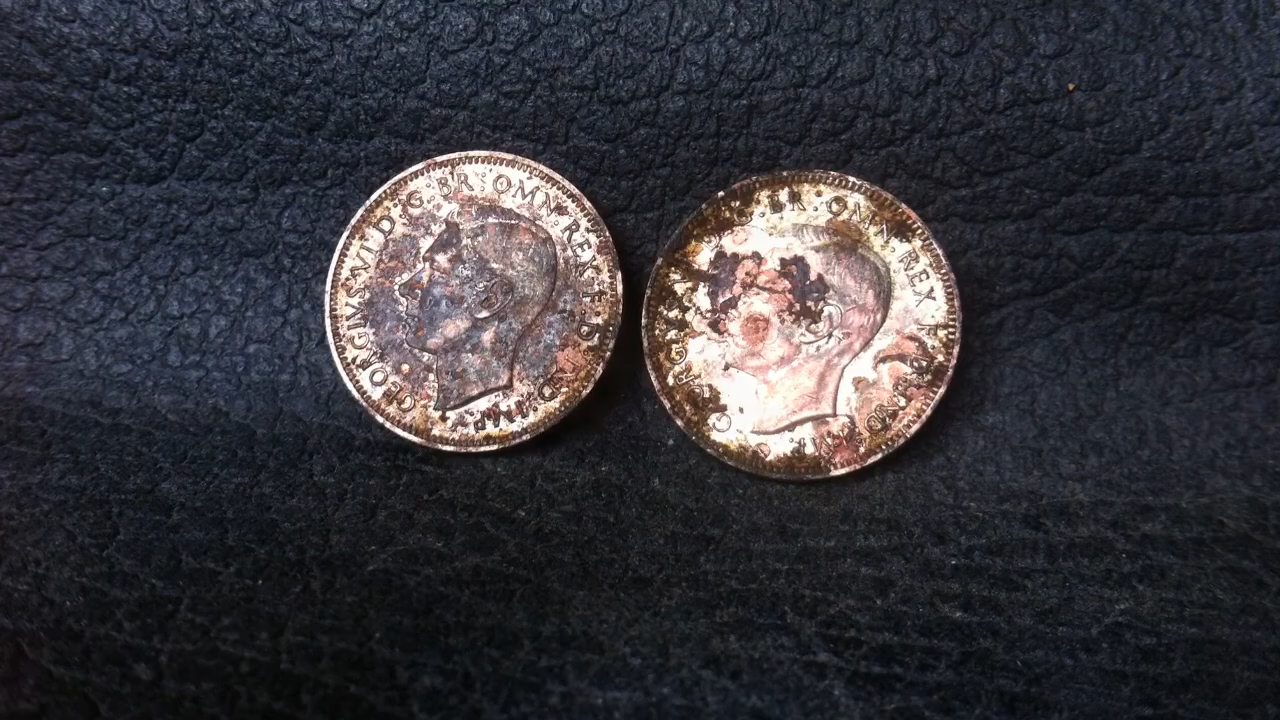 GEORGIVS VI D: G: BR: OMN: REX F: D: IND: IMP.
G: BR: OMN: REX